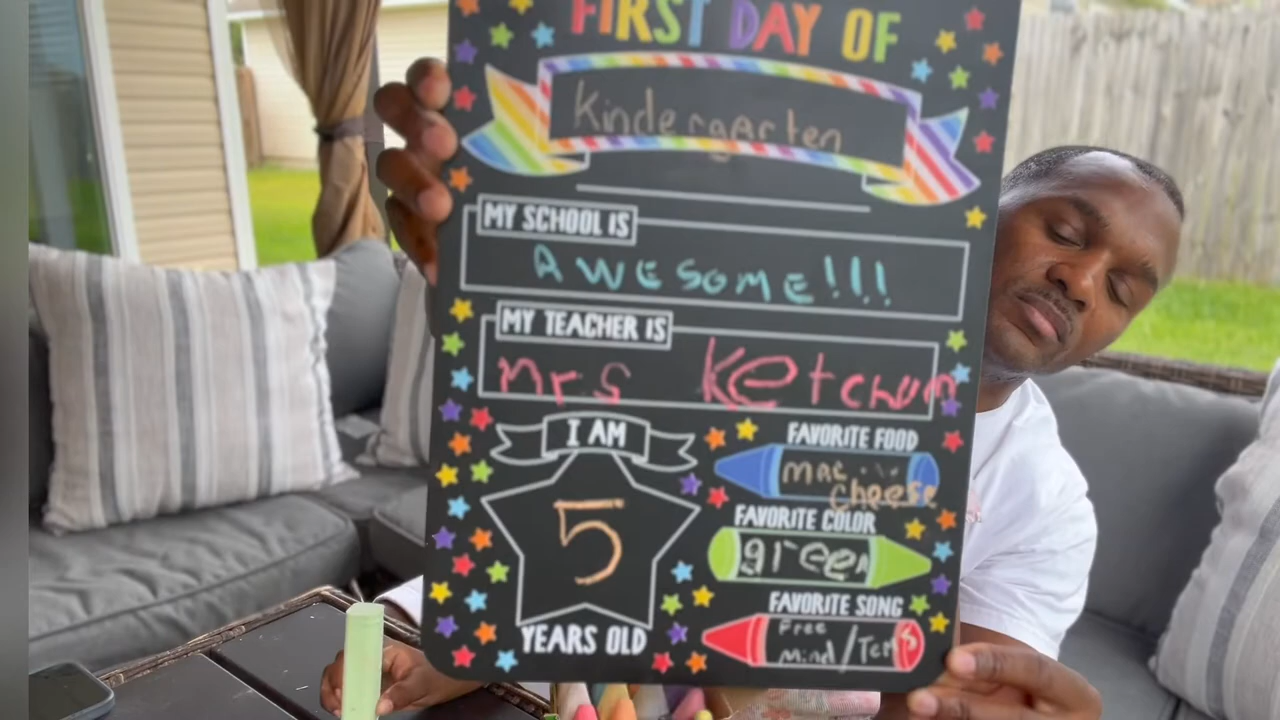 FIRST DAY OF
Kindergarten
MY SCHOOL IS
AWESOME!!!
MY TEACHER IS
mrs Ketchum
I AM
5
YEARS OLD
FAVORITE FOOD
mac
cheese
FAVORITE COLOR
green
FAVORITE SONG
Free
Mind/Tems